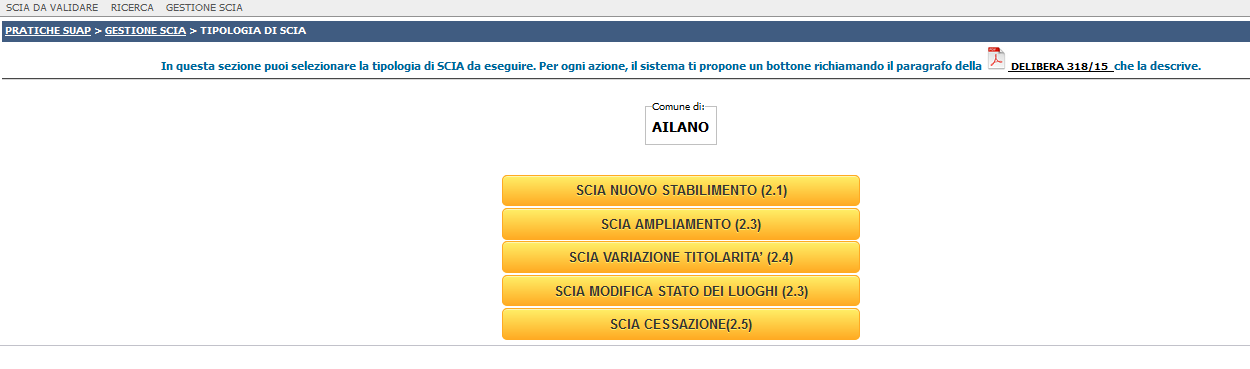 SCIA DA VALIDARE RICERCA GESTIONE SCIA
PRATICHE SUAP > GESTIONE SCIA > TIPOLOGIA DI SCIA
In questa sezione puoi selezionare la tipologia di SCIA da eseguire. Per ogni azione, il sistema ti propone un bottone richiamando il paragrafo della DELIBERA 318/15 che la descrive.
Comune di:
AILANO
SCIA NUOVO STABILIMENTO (2.1)
SCIA AMPLIAMENTO (2.3)
SCIA VARIAZIONE TITOLARITA' (2.4)
SCIA MODIFICA STATO DEI LUOGHI (2.3)
SCIA CESSAZIONE(2.5)